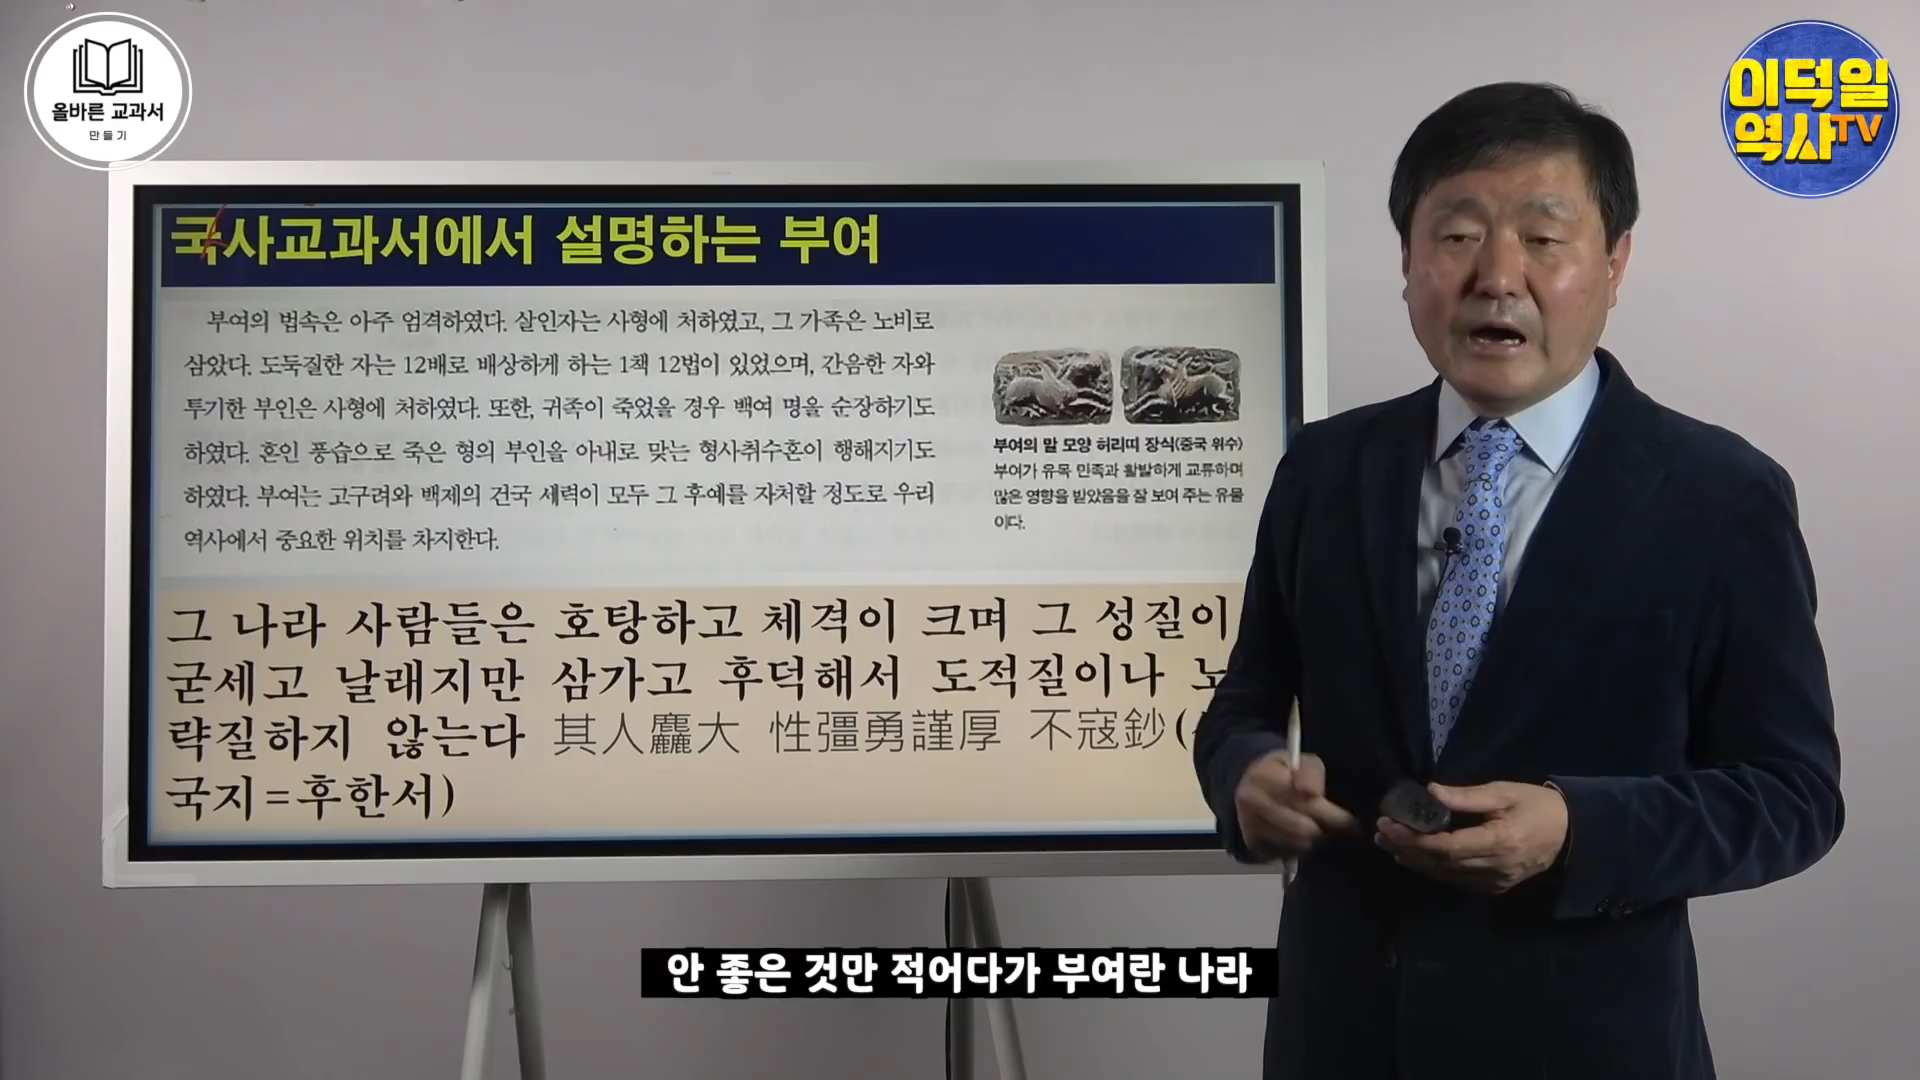 올바른 교과서
만들기
이덕일
역사TV
국사교과서에서 설명하는 부여
부여의 법속은 아주 엄격하였다. 살인자는 사형에 처하였고, 그 가족은 노비로
삼았다. 도둑질한 자는 12배로 배상하게 하는 1책 12법이 있었으며, 간음한 자와
투기한 부인은 사형에 처하였다. 또한, 귀족이 죽었을 경우 백여 명을 순장하기도
하였다. 혼인 풍습으로 죽은 형의 부인을 아내로 맞는 형사취수혼이 행해지기도
하였다. 부여는 고구려와 백제의 건국 세력이 모두 그 후예를 자처할 정도로 우리
역사에서 중요한 위치를 차지한다.
부여의 말 모양 허리띠 장식(중국 위수)
부여가 유목 민족과 활발하게 교류하며
많은 영향을 받았음을 잘 보여 주는 유물
이다.
그 나라 사람들은 호탕하고 체격이 크며 그 성질이
굳세고 날래지만 삼가고 후덕해서 도적질이나 노
략질하지 않는다 其人麤大 性彊勇謹厚 不寇鈔(
국지=후한서)
안 좋은 것만 적어다가 부여란 나라